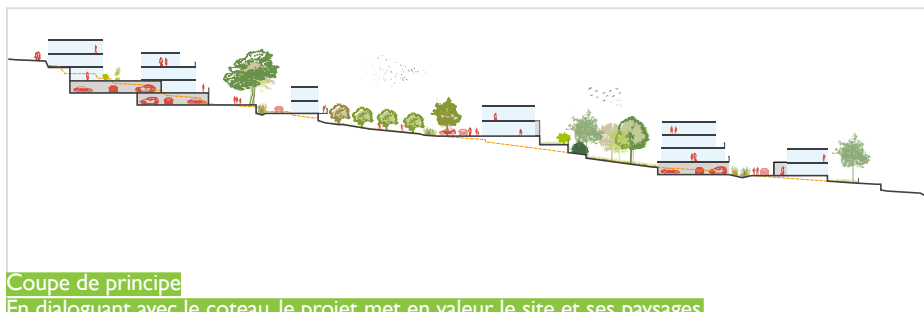 Coupe de principe
En dialoguant avec le coteau, le projet met en valeur le site et ses paysages